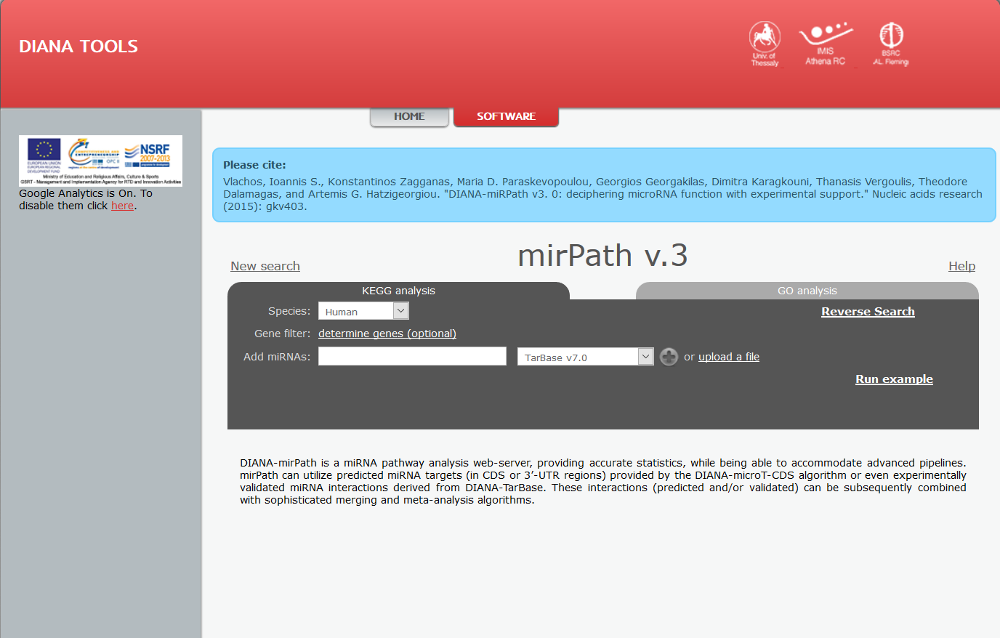 DIANA TOOLS
Univ. of
Thessaly
IMIS
Athena RC
BSRC
AL. Fleming
HOME
SOFTWARE
EUROPEAN UNION
EUROPEAN REGIONAL
DEVELOPMENT FUND
COMPETITIVENESS AND
ENTREPRENEURSHIP
OPC II
NSRF
2007-2013
Ministry of Education and Religious Affairs, Culture & Sports
GSRT - Management and Implementation Agency for RTD and Innovation Activities
Google Analytics is On. To
disable them click here.
Please cite:
Vlachos, Ioannis S., Konstantinos Zagganas, Maria D. Paraskevopoulou, Georgios Georgakilas, Dimitra Karagkouni, Thanasis Vergoulis, Theodore
Dalamagas, and Artemis G. Hatzigeorgiou. "DIANA-miRPath v3. 0: deciphering microRNA function with experimental support." Nucleic acids research
(2015): gkv403.
New search
mirPath v.3
Help
KEGG analysis
GO analysis
Species:
Human
Reverse Search
Gene filter:
determine genes (optional)
Add miRNAs:
TarBase v7.0
or upload a file
Run example
DIANA-mirPath is a miRNA pathway analysis web-server, providing accurate statistics, while being able to accommodate advanced pipelines.
mirPath can utilize predicted miRNA targets (in CDS or 3’-UTR regions) provided by the DIANA-microT-CDS algorithm or even experimentally
validated miRNA interactions derived from DIANA-TarBase. These interactions (predicted and/or validated) can be subsequently combined
with sophisticated merging and meta-analysis algorithms.